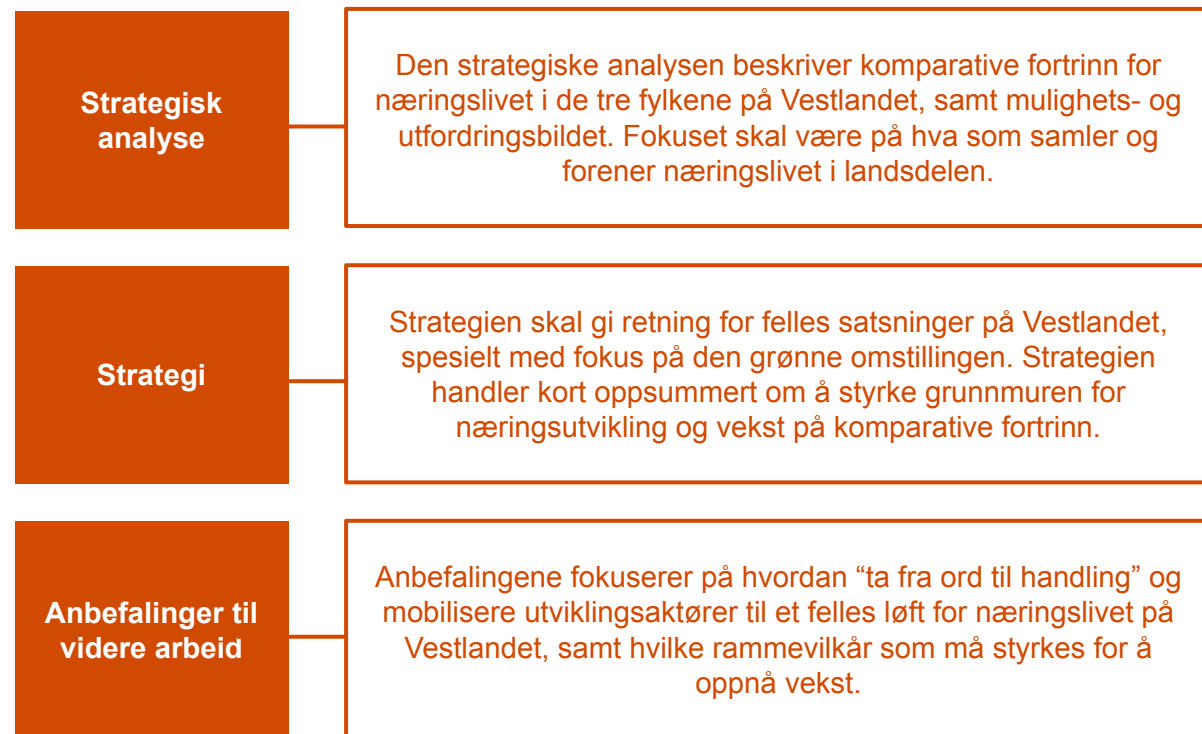 Strategisk
analyse
Den strategiske analysen beskriver komparative fortrinn for
næringslivet i de tre fylkene på Vestlandet, samt mulighets- og
utfordringsbildet. Fokuset skal være på hva som samler og
forener næringslivet i landsdelen.
Strategi
Strategien skal gi retning for felles satsninger på Vestlandet,
spesielt med fokus på den grønne omstillingen. Strategien
handler kort oppsummert om å styrke grunnmuren for
næringsutvikling og vekst på komparative fortrinn.
Anbefalinger til
videre arbeid
Anbefalingene fokuserer på hvordan “ta fra ord til handling” og
mobilisere utviklingsaktører til et felles løft for næringslivet på
Vestlandet, samt hvilke rammevilkår som må styrkes for å
oppnå vekst.